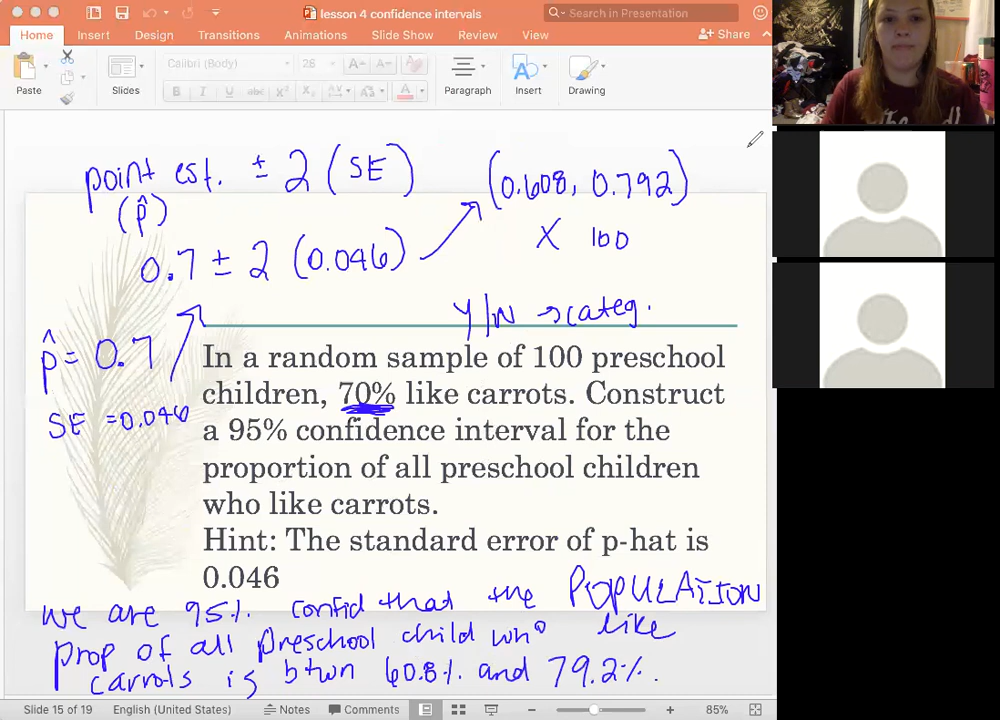 lesson 4 confidence intervals
Search in Presentation
Home Insert Design Transitions Animations Slide Show Review View Share
Calibri (Body) 28
Paste Slides Paragraph Insert Drawing
point est. ± 2 (SE)
(0.608, 0.792)
(p̂)
X 100
0.7 ± 2 (0.046)
Y/N → categ.
p̂ = 0.7
SE = 0.046
In a random sample of 100 preschool
children, 70% like carrots. Construct
a 95% confidence interval for the
proportion of all preschool children
who like carrots.
Hint: The standard error of p-hat is
0.046
we are 95% confid that the POPULATION
prop of all preschool child who like
carrots is btwn 60.8% and 79.2%.
Slide 15 of 19 English (United States) Notes Comments 85%